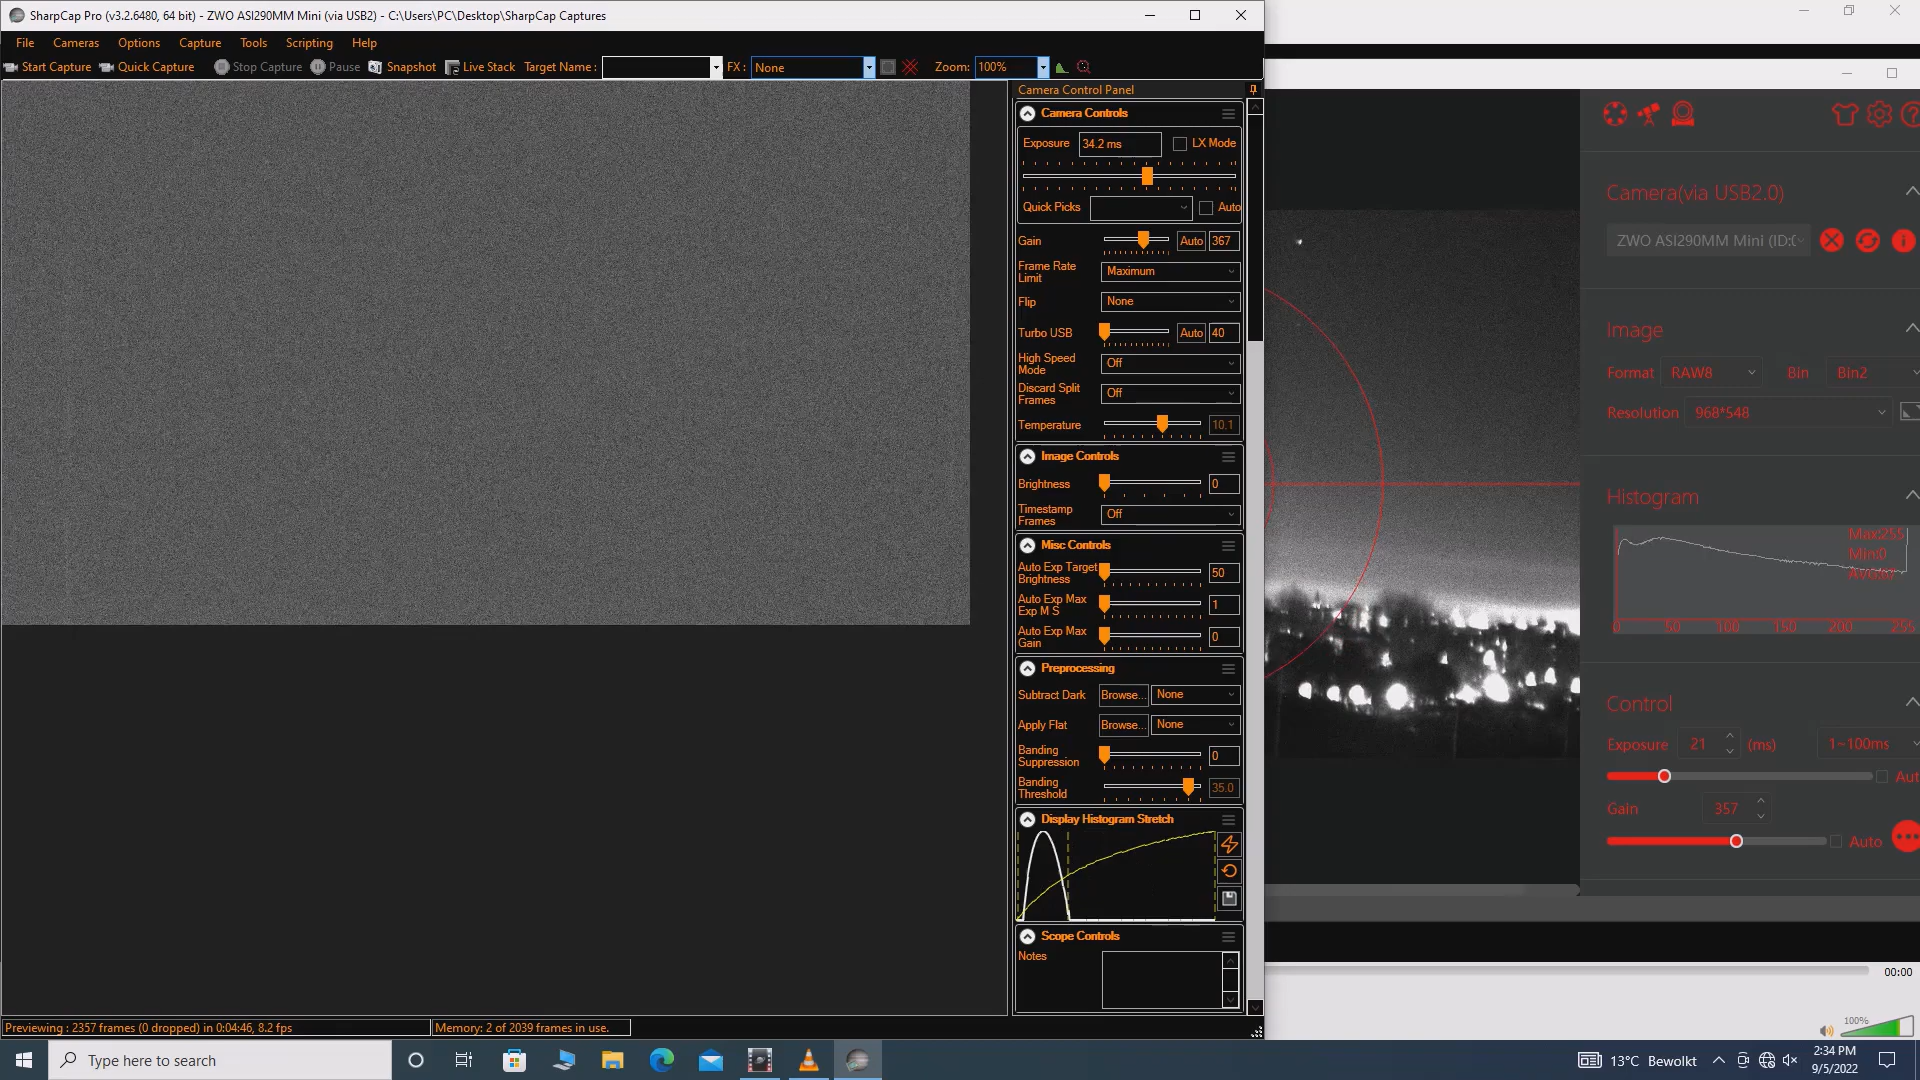 SharpCap Pro (v3.2.6480, 64 bit) - ZWO ASI290MM Mini (via USB2) - C:\Users\PC\Desktop\SharpCap Captures
File Cameras Options Capture Tools Scripting Help
Start Capture Quick Capture Stop Capture Pause Snapshot Live Stack Target Name : FX : None Zoom: 100%
Camera Control Panel
Camera Controls
Exposure 34.2 ms LX Mode
Quick Picks Auto
Gain Auto 367
Frame Rate Limit Maximum
Flip None
Turbo USB Auto 40
High Speed Mode Off
Discard Split Frames Off
Temperature 10.1
Image Controls
Brightness 0
Timestamp Frames Off
Misc Controls
Auto Exp Target Brightness 50
Auto Exp Max Exp M S 1
Auto Exp Max Gain 0
Preprocessing
Subtract Dark Browse... None
Apply Flat Browse... None
Banding Suppression 0
Banding Threshold 35.0
Display Histogram Stretch
Scope Controls
Notes
Previewing : 2357 frames (0 dropped) in 0:04:46, 8.2 fps
Memory: 2 of 2039 frames in use.
Camera(via USB2.0)
ZWO ASI290MM Mini (ID:
Image
Format RAW8 Bin Bin2
Resolution 968*548
Histogram
Max:255
Min:0
0 50 100 150 200 255
Control
Exposure 21 (ms) 1~100ms
Aut
Gain 357
Auto
00:00
100%
Type here to search
13°C Bewolkt
2:34 PM
9/5/2022